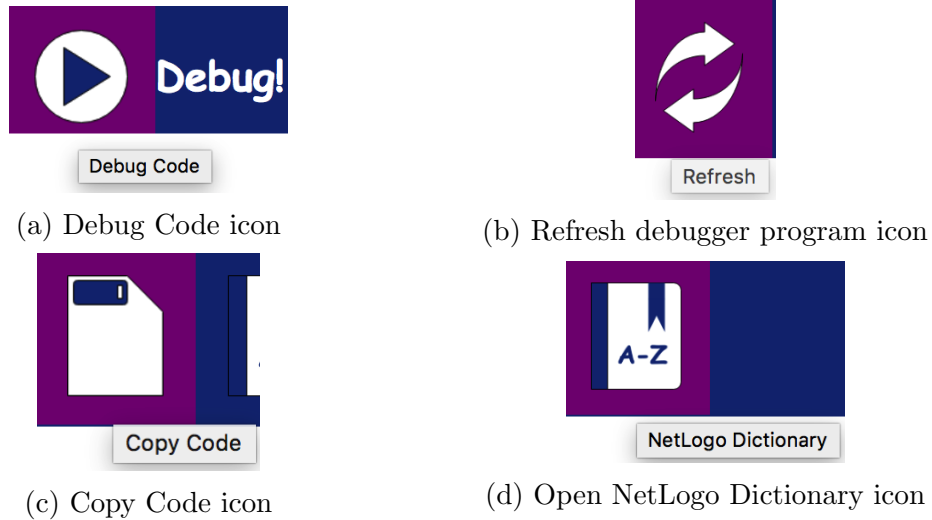 Debug!
Debug Code
(a) Debug Code icon
Refresh
(b) Refresh debugger program icon
Copy Code
(c) Copy Code icon
A-Z
NetLogo Dictionary
(d) Open NetLogo Dictionary icon